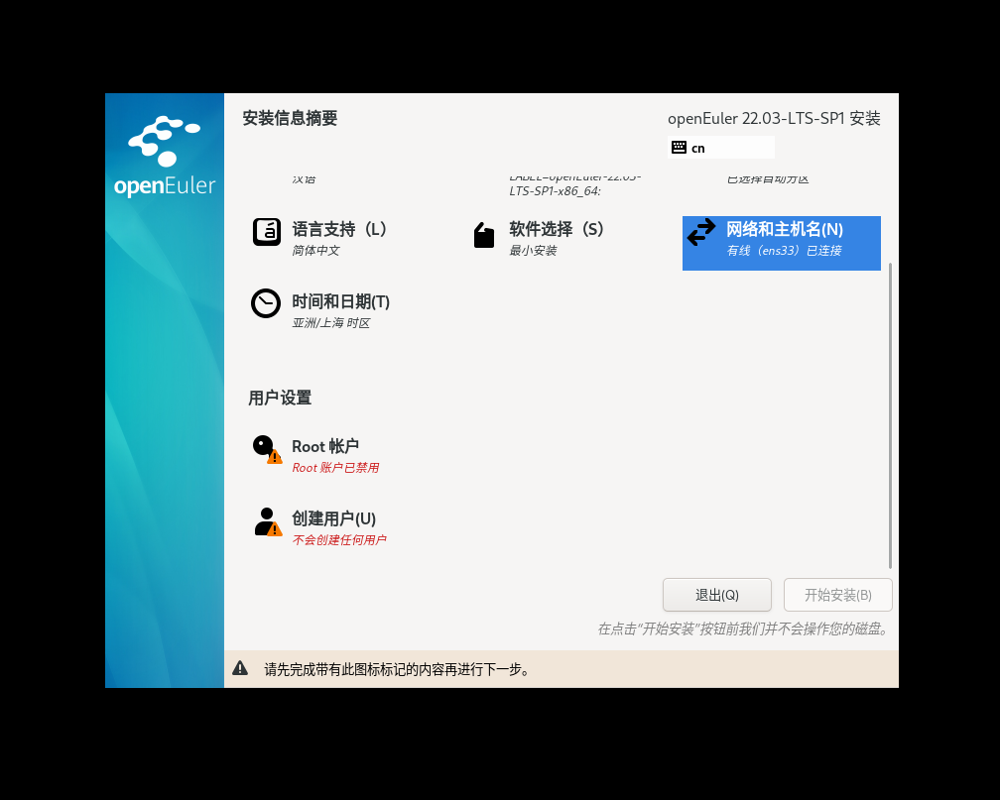 openEuler
安装信息摘要
openEuler 22.03-LTS-SP1 安装
cn
汉语
LABEL=openEuler-22.03-
LTS-SP1-x86_64:
已选择自动分区
语言支持（L）
简体中文
软件选择（S）
最小安装
网络和主机名(N)
有线（ens33）已连接
时间和日期(T)
亚洲/上海 时区
用户设置
Root 帐户
Root 账户已禁用
创建用户(U)
不会创建任何用户
退出(Q)
开始安装(B)
在点击“开始安装”按钮前我们并不会操作您的磁盘。
请先完成带有此图标标记的内容再进行下一步。